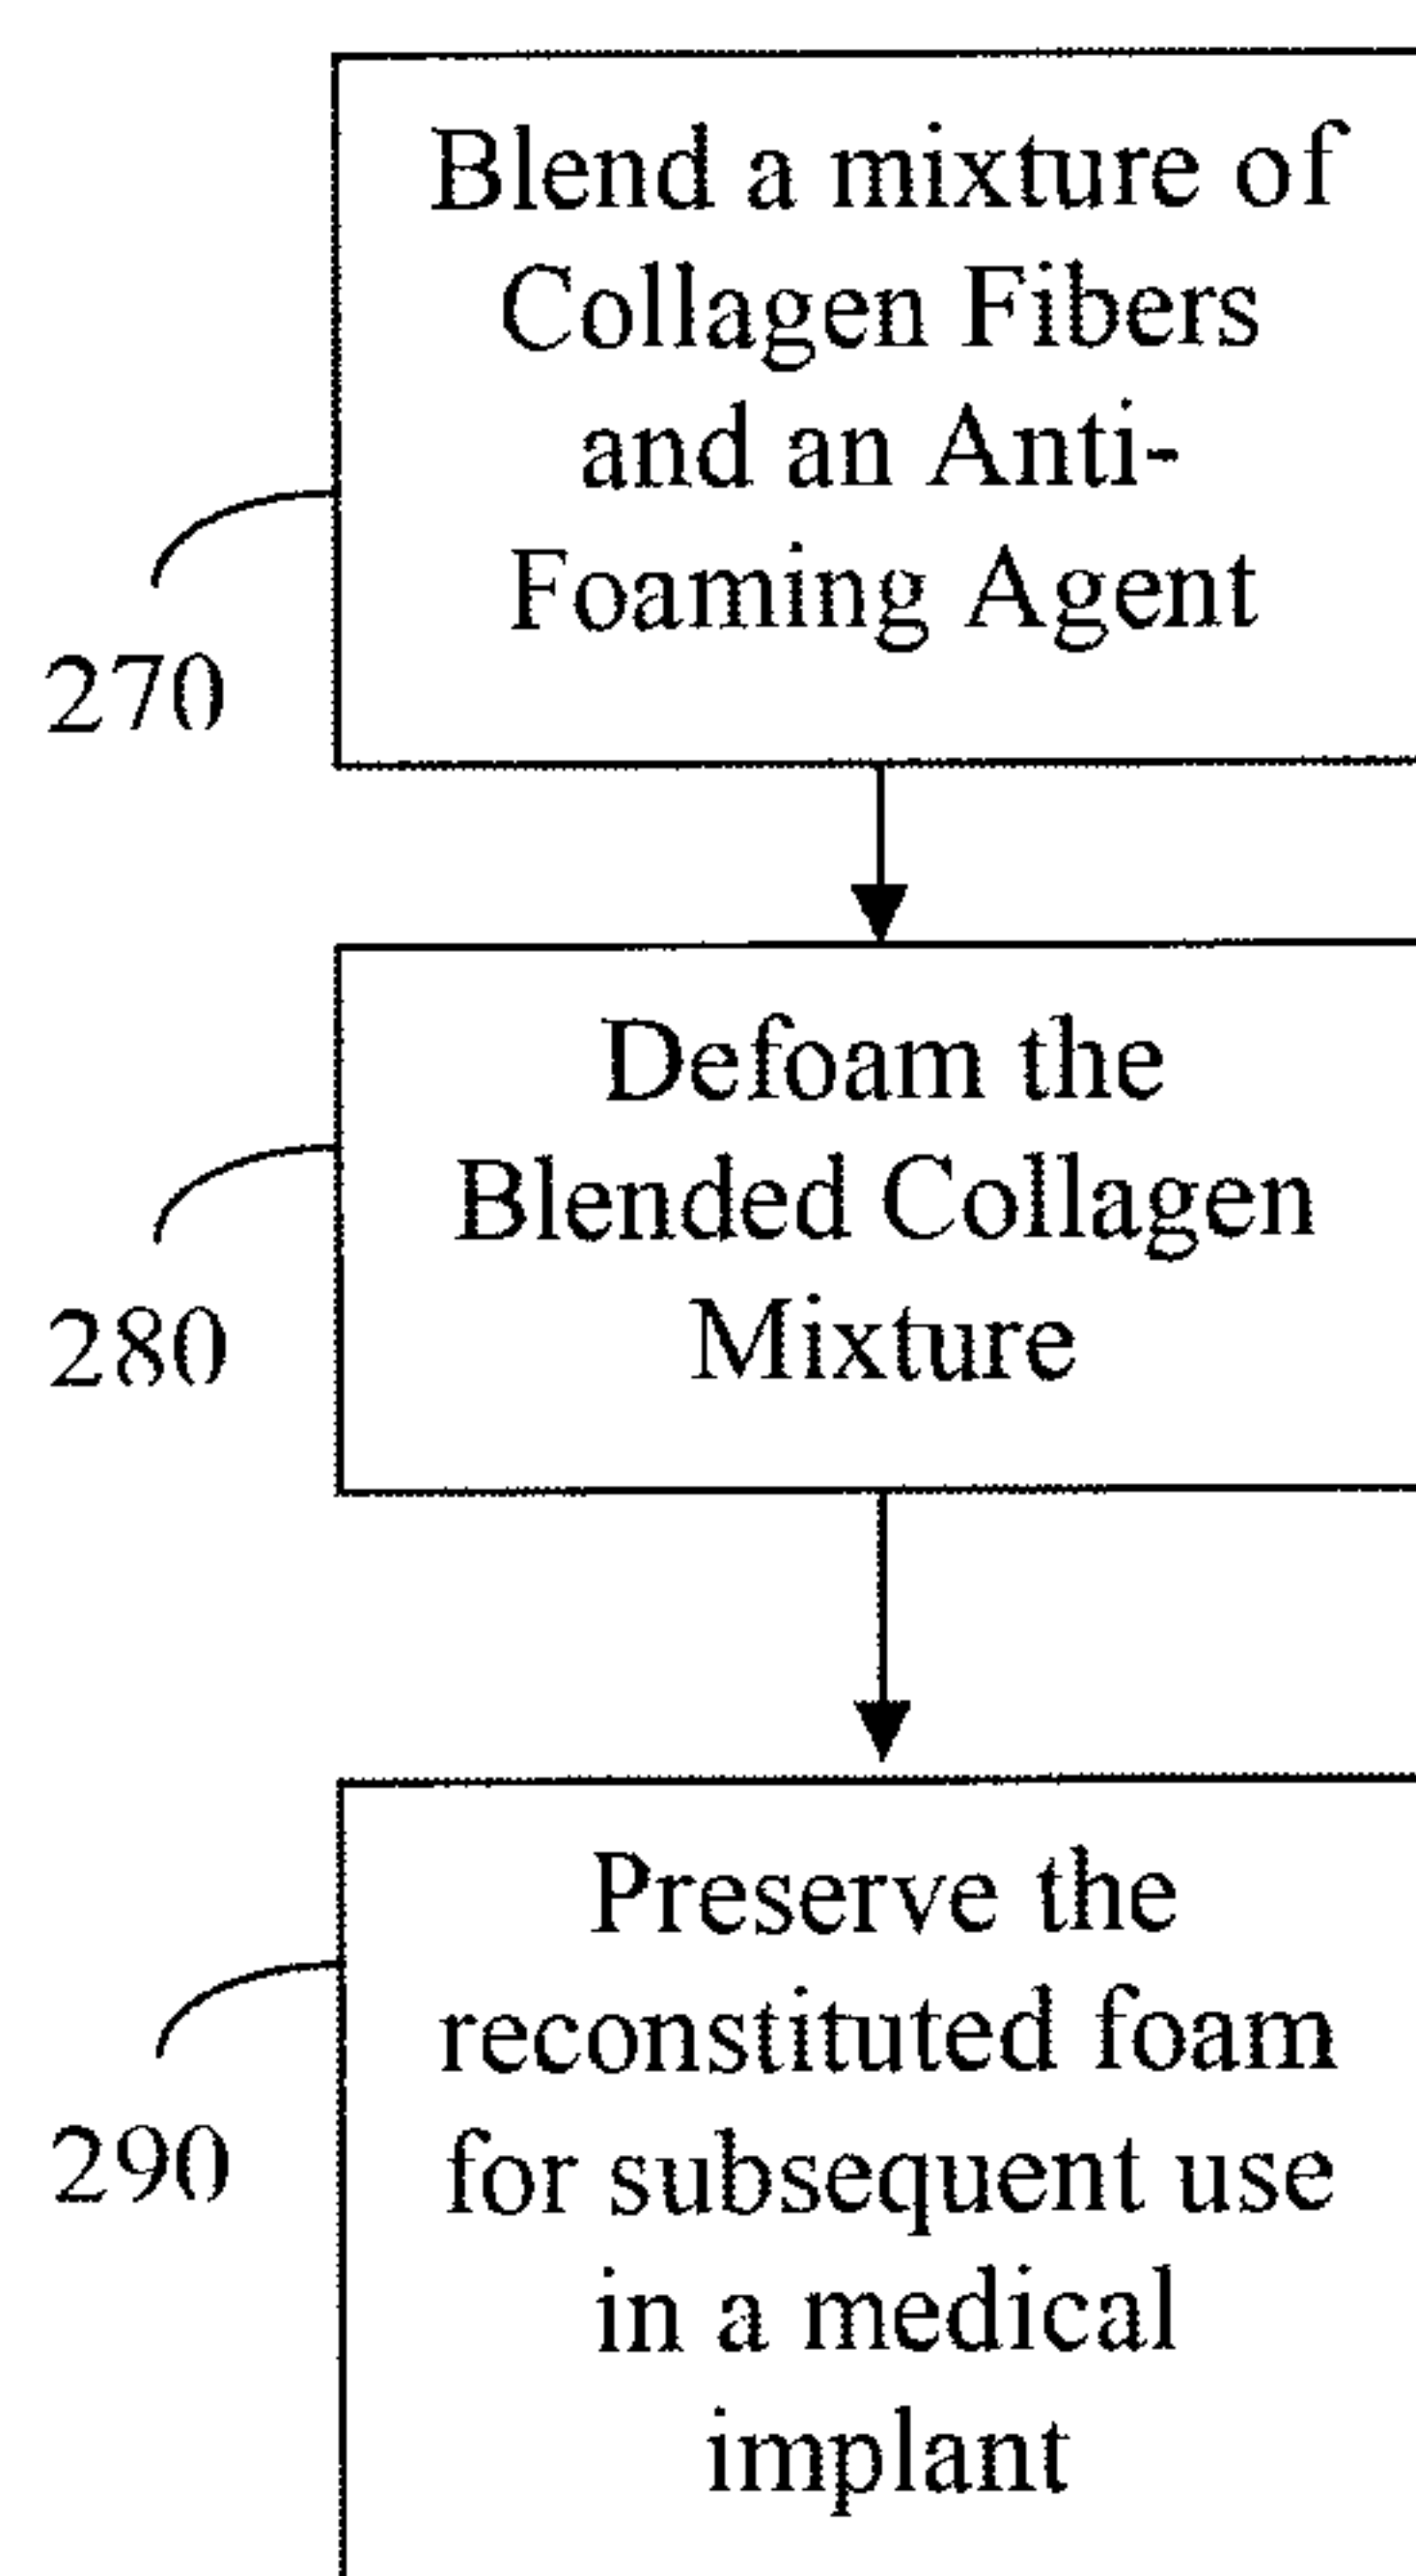 Blend a mixture of
Collagen Fibers
and an Anti-
Foaming Agent
270
Defoam the
Blended Collagen
Mixture
280
Preserve the
reconstituted foam
for subsequent use
in a medical
implant
290